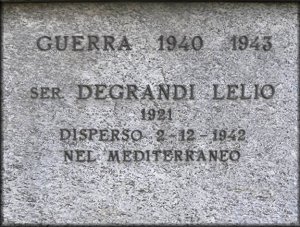 GUERRA 1940 1943
SER DEGRANDI LELIO
1921
DISPERSO 2-12-1942
NEL MEDITERRANEO